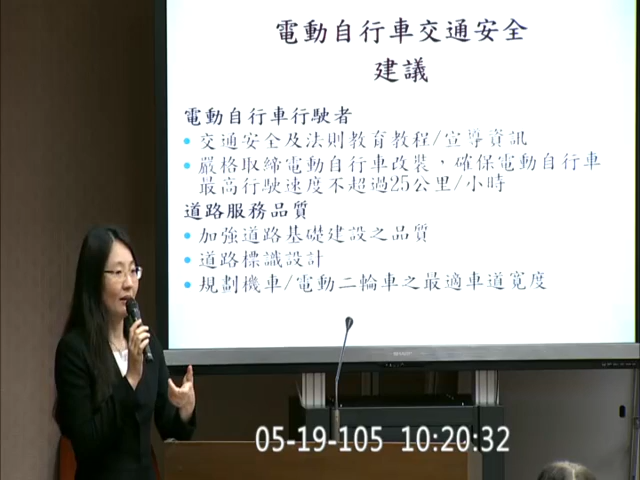 電動自行車交通安全
建議
電動自行車行駛者
• 交通安全及法則教育教程/宣導資訊
• 嚴格取締電動自行車改裝，確保電動自行車
最高行駛速度不超過25公里/小時
道路服務品質
• 加強道路基礎建設之品質
• 道路標識設計
• 規劃機車/電動二輪車之最適車道寬度
SHARP
05-19-105 10:20:32